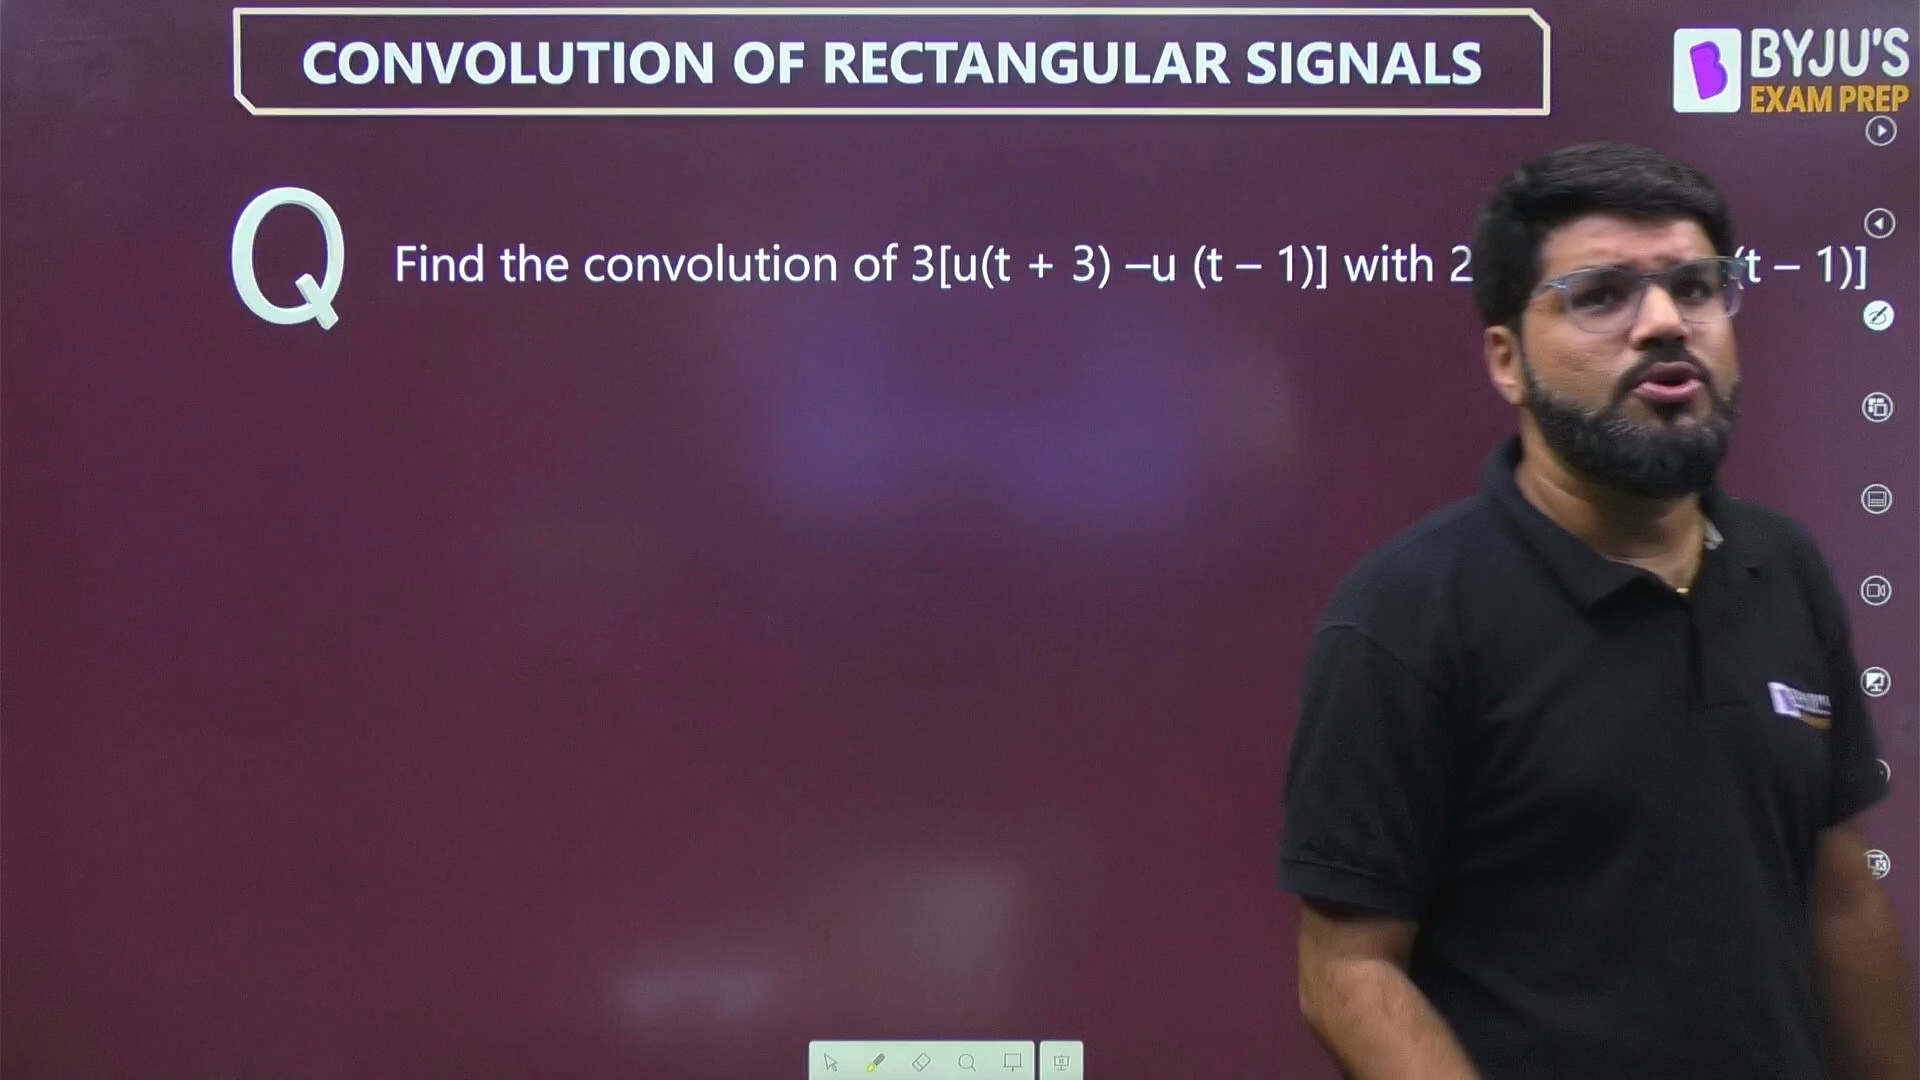 CONVOLUTION OF RECTANGULAR SIGNALS
BYJU'S
EXAM PREP
Q
Find the convolution of 3[u(t + 3) –u (t – 1)] with 2 (t – 1)]